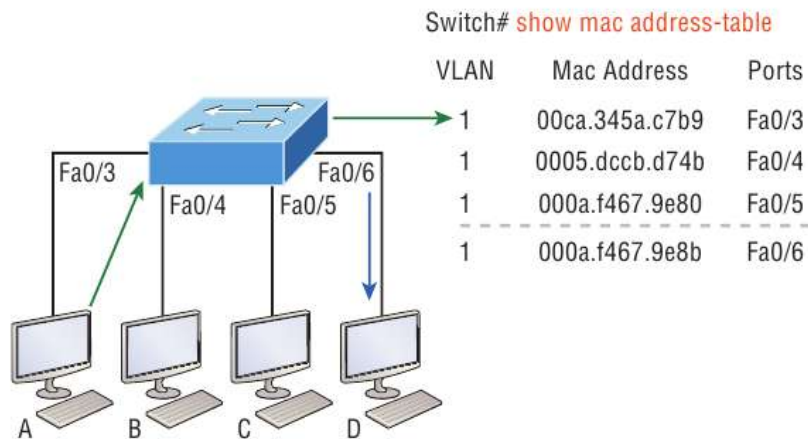 Switch# show mac address-table
VLAN Mac Address Ports
1 00ca.345a.c7b9 Fa0/3
1 0005.dccb.d74b Fa0/4
1 000a.f467.9e80 Fa0/5
1 000a.f467.9e8b Fa0/6
Fa0/3 Fa0/6
Fa0/4 Fa0/5
A B C D